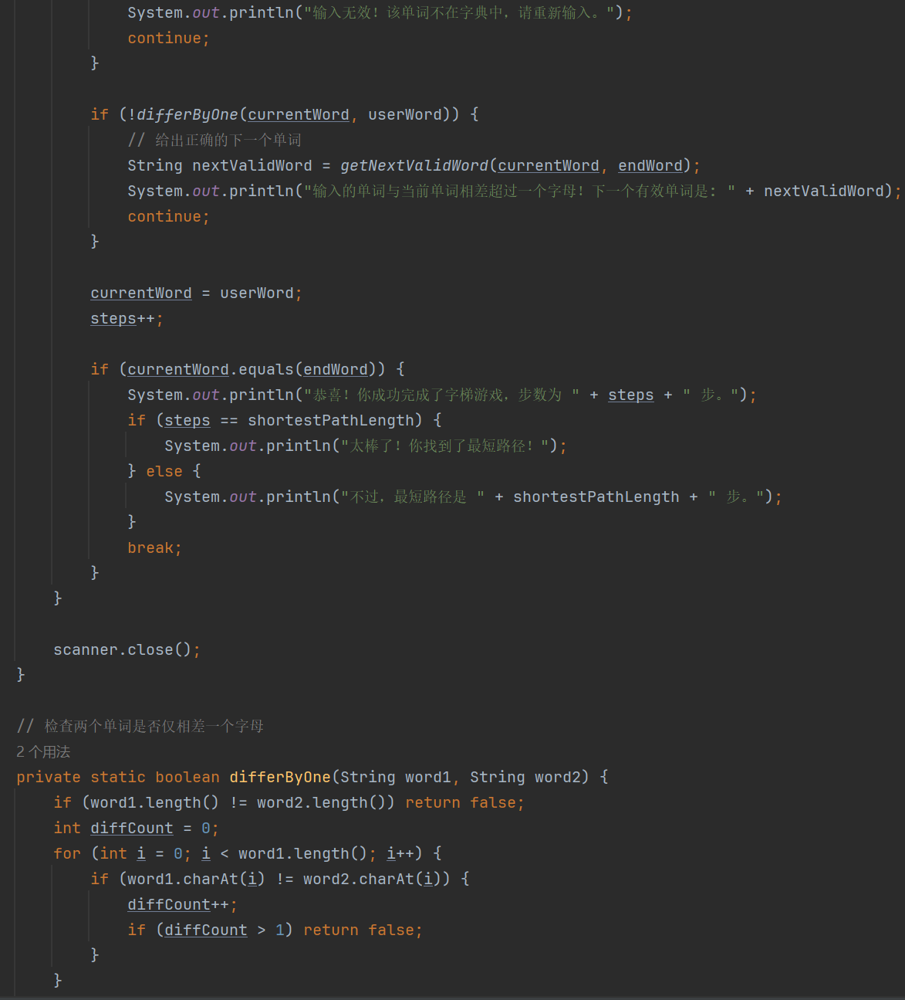 System.out.println("输入无效！该单词不在字典中，请重新输入。");
continue;
}
if (!differByOne(currentWord, userWord)) {
// 给出正确的下一个单词
String nextValidWord = getNextValidWord(currentWord, endWord);
System.out.println("输入的单词与当前单词相差超过一个字母！下一个有效单词是: " + nextValidWord);
continue;
}
currentWord = userWord;
steps++;
if (currentWord.equals(endWord)) {
System.out.println("恭喜！你成功完成了字梯游戏，步数为 " + steps + " 步。");
if (steps == shortestPathLength) {
System.out.println("太棒了！你找到了最短路径！");
} else {
System.out.println("不过，最短路径是 " + shortestPathLength + " 步。");
}
break;
}
}
scanner.close();
}
// 检查两个单词是否仅相差一个字母
2 个用法
private static boolean differByOne(String word1, String word2) {
if (word1.length() != word2.length()) return false;
int diffCount = 0;
for (int i = 0; i < word1.length(); i++) {
if (word1.charAt(i) != word2.charAt(i)) {
diffCount++;
if (diffCount > 1) return false;
}
}